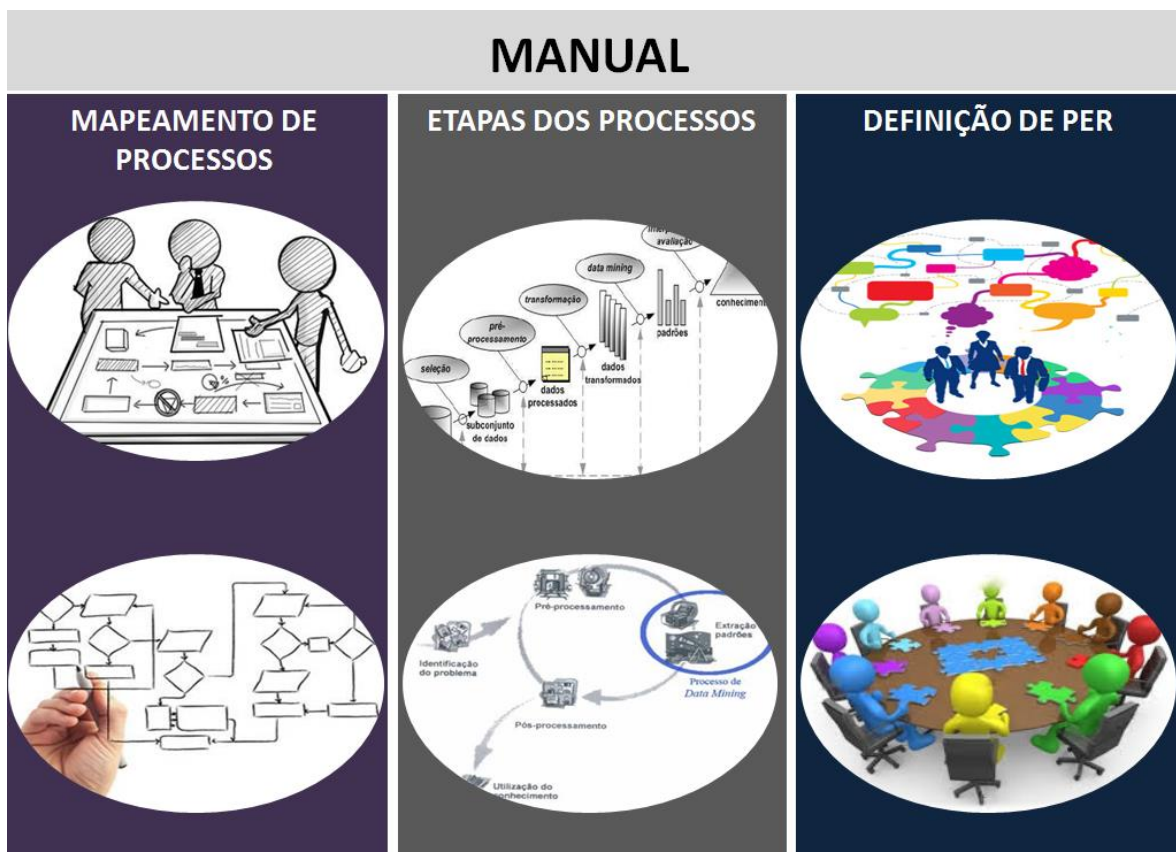 MANUAL
MAPEAMENTO DE
PROCESSOS
ETAPAS DOS PROCESSOS
avaliação
data mining
conhecimento
transformação
padrões
pré-
processamento
dados
transformados
seleção
dados
processados
subconjunto
de dados
Pré-processamento
Extração
padrões
Identificação
do problema
Processo de
Data Mining
Pós-processamento
Utilização do
conhecimento
DEFINIÇÃO DE PER
%